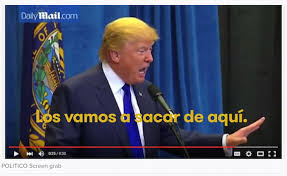 DailyMail.com
Los vamos a sacar de aquí.
POLITICO Screen grab